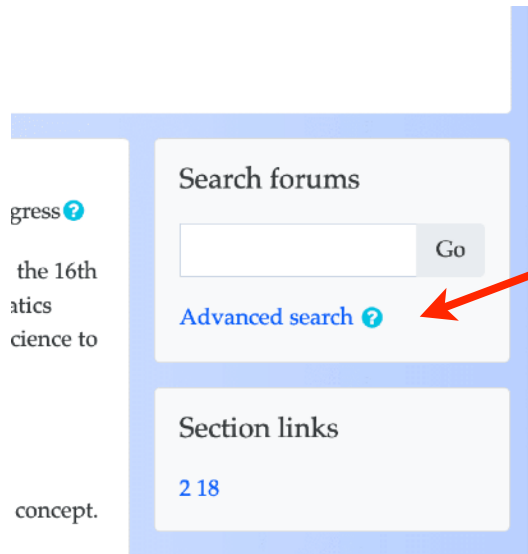 gress
the 16th
atics
cience to
concept.
Search forums
Go
Advanced search
Section links
2 18